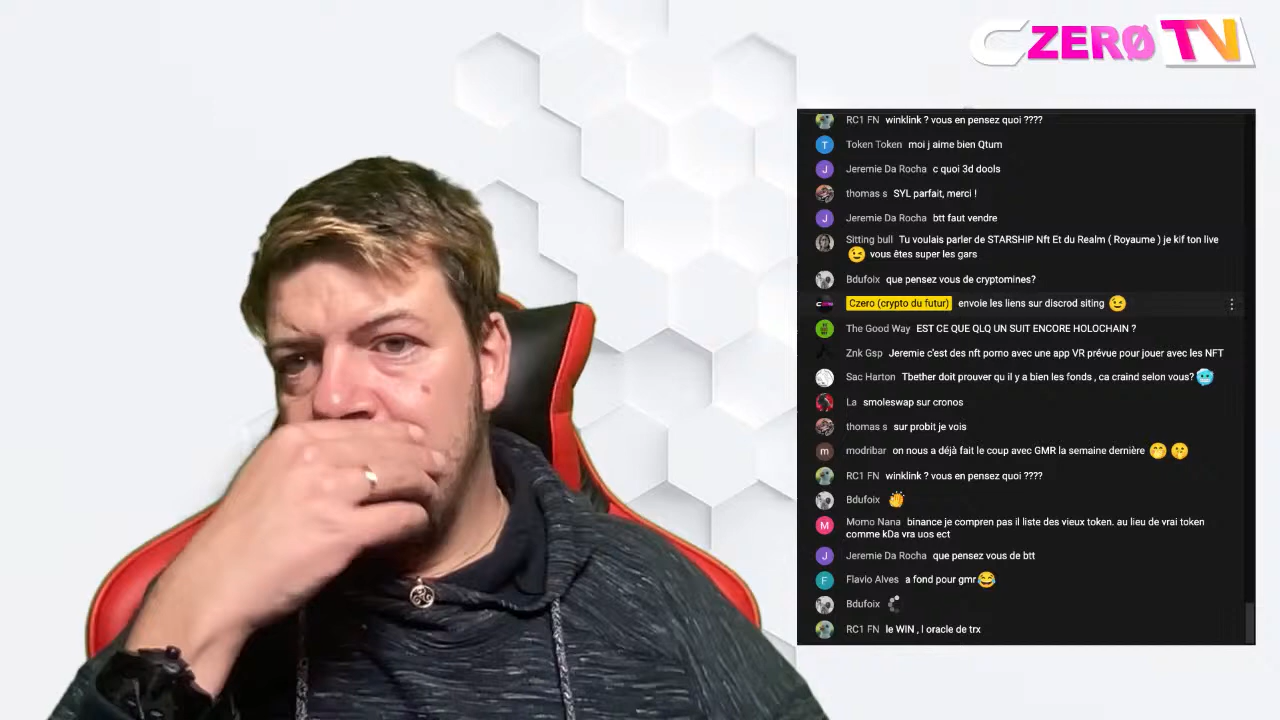 CZERØ TV
RC1 FN winklink ? vous en pensez quoi ????
Token Token moi j aime bien Qtum
Jeremie Da Rocha c quoi 3d dools
thomas s SYL parfait, merci !
Jeremie Da Rocha btt faut vendre
Sitting bull Tu voulais parler de STARSHIP Nft Et du Realm ( Royaume ) je kif ton live
😉 vous êtes super les gars
Bdufoix que pensez vous de cryptomines?
Czero (crypto du futur) envoie les liens sur discrod siting 😉
The Good Way EST CE QUE QLQ UN SUIT ENCORE HOLOCHAIN ?
Znk Gsp Jeremie c'est des nft porno avec une app VR prévue pour jouer avec les NFT
Sac Harton Tbether doit prouver qu il y a bien les fonds , ca craind selon vous? 🥶
La smoleswap sur cronos
thomas s sur probit je vois
modribar on nous a déjà fait le coup avec GMR la semaine dernière 🤭 🤫
RC1 FN winklink ? vous en pensez quoi ????
Bdufoix 👏
Momo Nana binance je compren pas il liste des vieux token. au lieu de vrai token
comme kDa vra uos ect
Jeremie Da Rocha que pensez vous de btt
Flavio Alves a fond pour gmr 😂
Bdufoix
RC1 FN le WIN , l oracle de trx